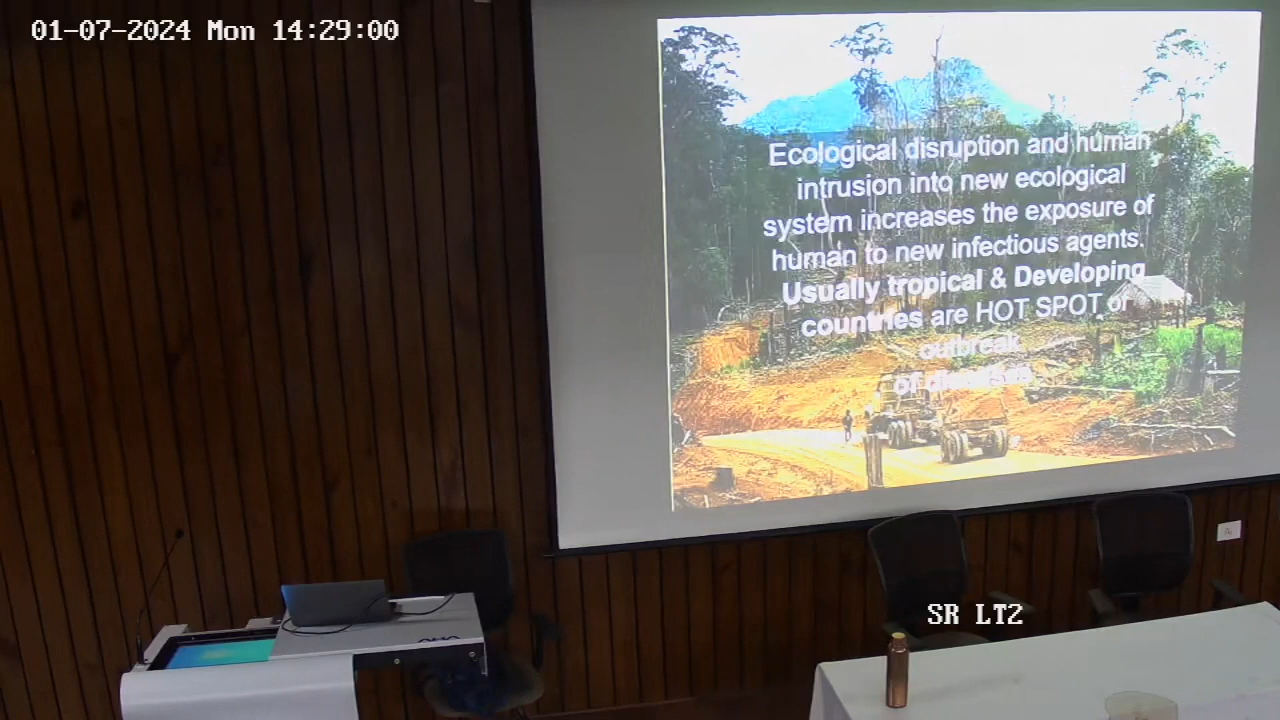 01-07-2024 Mon 14:29:00
Ecological disruption and human
intrusion into new ecological
system increases the exposure of
human to new infectious agents.
Usually tropical & Developing
countries are HOT SPOT of
outbreak
of
SR LT2